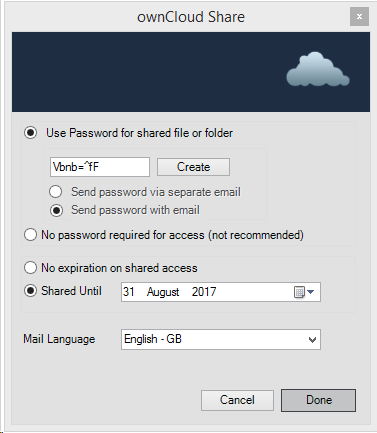 ownCloud Share
x
Use Password for shared file or folder
Vbnb=^fF
Create
Send password via separate email
Send password with email
No password required for access (not recommended)
No expiration on shared access
Shared Until
31 August 2017
Mail Language
English - GB
Cancel
Done